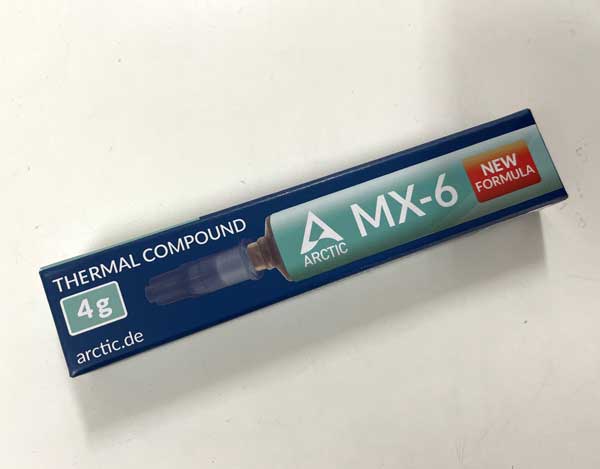 THERMAL COMPOUND
4g
arctic.de
ARCTIC
MX-6
NEW
FORMULA